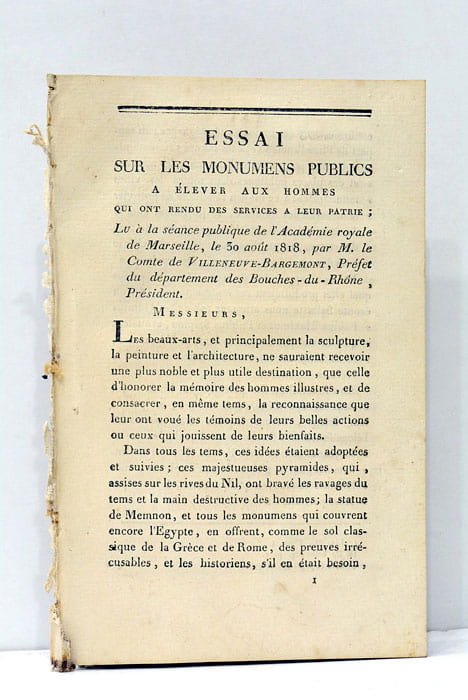 ESSAI
SUR LES MONUMENS PUBLICS
A ÉLEVER AUX HOMMES
QUI ONT RENDU DES SERVICES A LEUR PATRIE ;
Lu à la séance publique de l'Académie royale
de Marseille, le 30 août 1818, par M. le
Comte de VILLENEUVE-BARGEMONT, Préfet
du département des Bouches-du-Rhône ,
Président.
MESSIEURS,
LES beaux-arts, et principalement la sculpture,
la peinture et l'architecture, ne sauraient recevoir
une plus noble et plus utile destination, que celle
d'honorer la mémoire des hommes illustres, et de
consacrer, en même tems, la reconnaissance que
leur ont voué les témoins de leurs belles actions
ou ceux qui jouissent de leurs bienfaits.
Dans tous les tems, ces idées étaient adoptées
et suivies ; ces majestueuses pyramides, qui ,
assises sur les rives du Nil, ont bravé les ravages du
tems et la main destructive des hommes; la statue
de Memnon, et tous les monumens qui couvrent
encore l'Egypte, en offrent, comme le sol clas-
sique de la Grèce et de Rome, des preuves irré-
cusables, et les historiens, s'il en était besoin ,
1